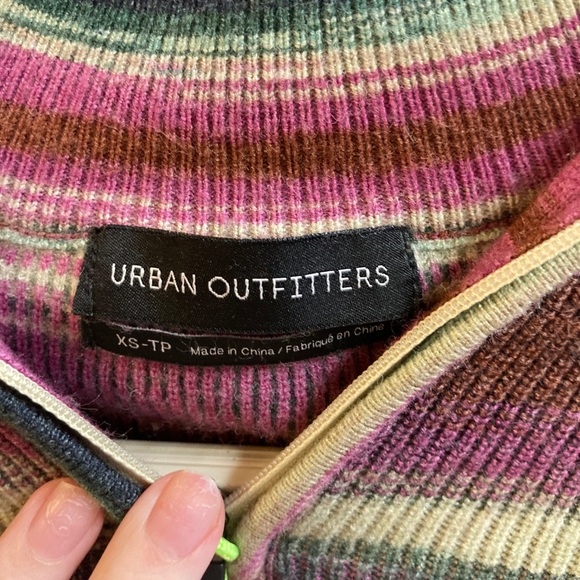 URBAN OUTFITTERS
XS-TP Made in China / Fabriqué en Chine